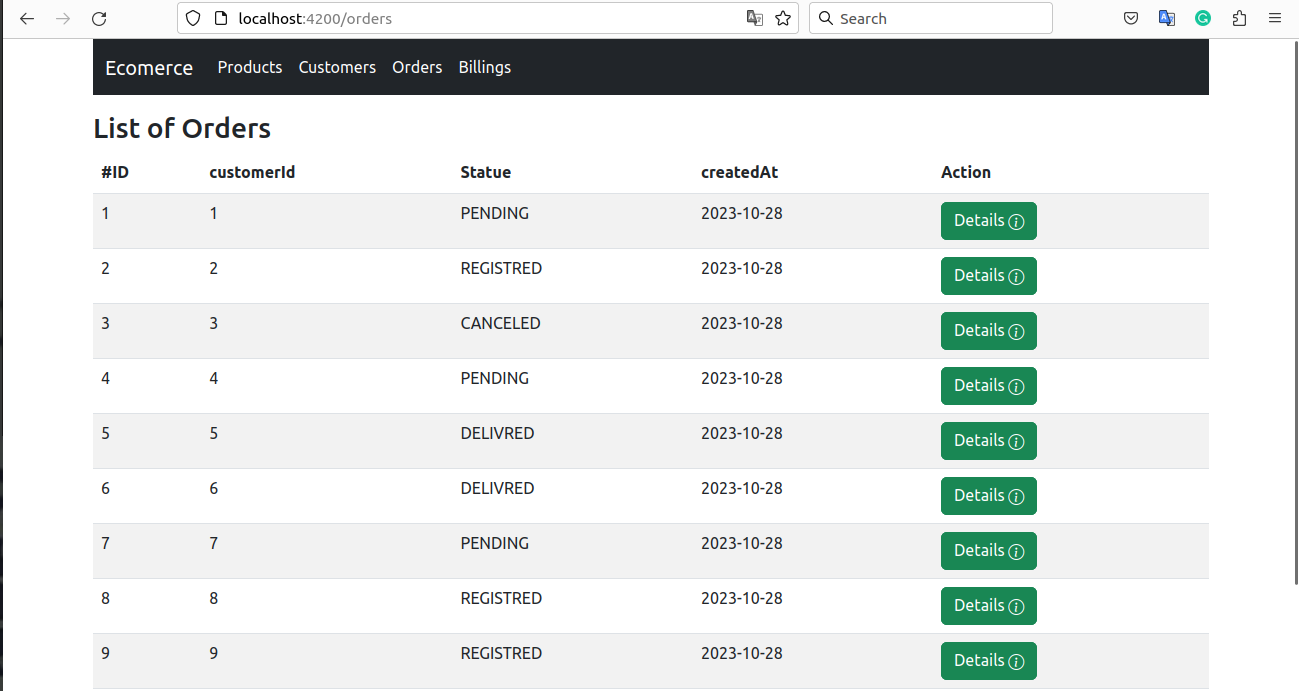 localhost:4200/orders
Search
Ecomerce Products Customers Orders Billings
List of Orders
#ID customerId Statue createdAt Action
1 1 PENDING 2023-10-28 Details
2 2 REGISTRED 2023-10-28 Details
3 3 CANCELED 2023-10-28 Details
4 4 PENDING 2023-10-28 Details
5 5 DELIVRED 2023-10-28 Details
6 6 DELIVRED 2023-10-28 Details
7 7 PENDING 2023-10-28 Details
8 8 REGISTRED 2023-10-28 Details
9 9 REGISTRED 2023-10-28 Details